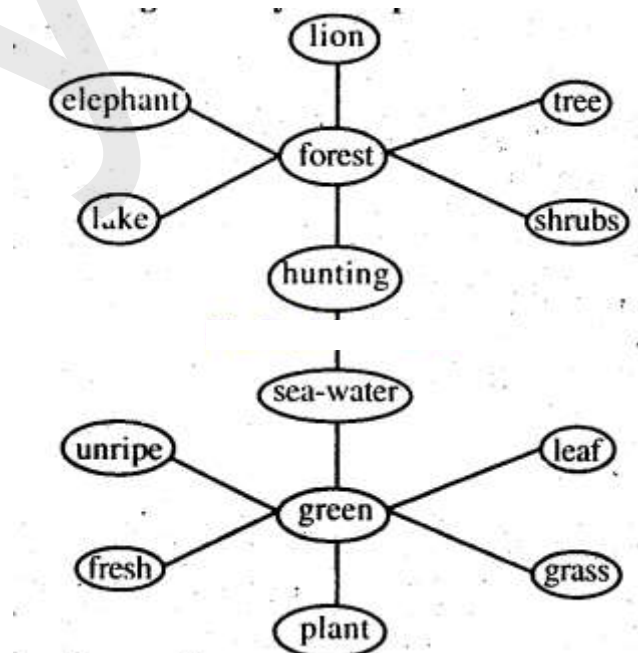 lion
elephant
tree
forest
lake
shrubs
hunting
sea-water
unripe
leaf
green
fresh
grass
plant